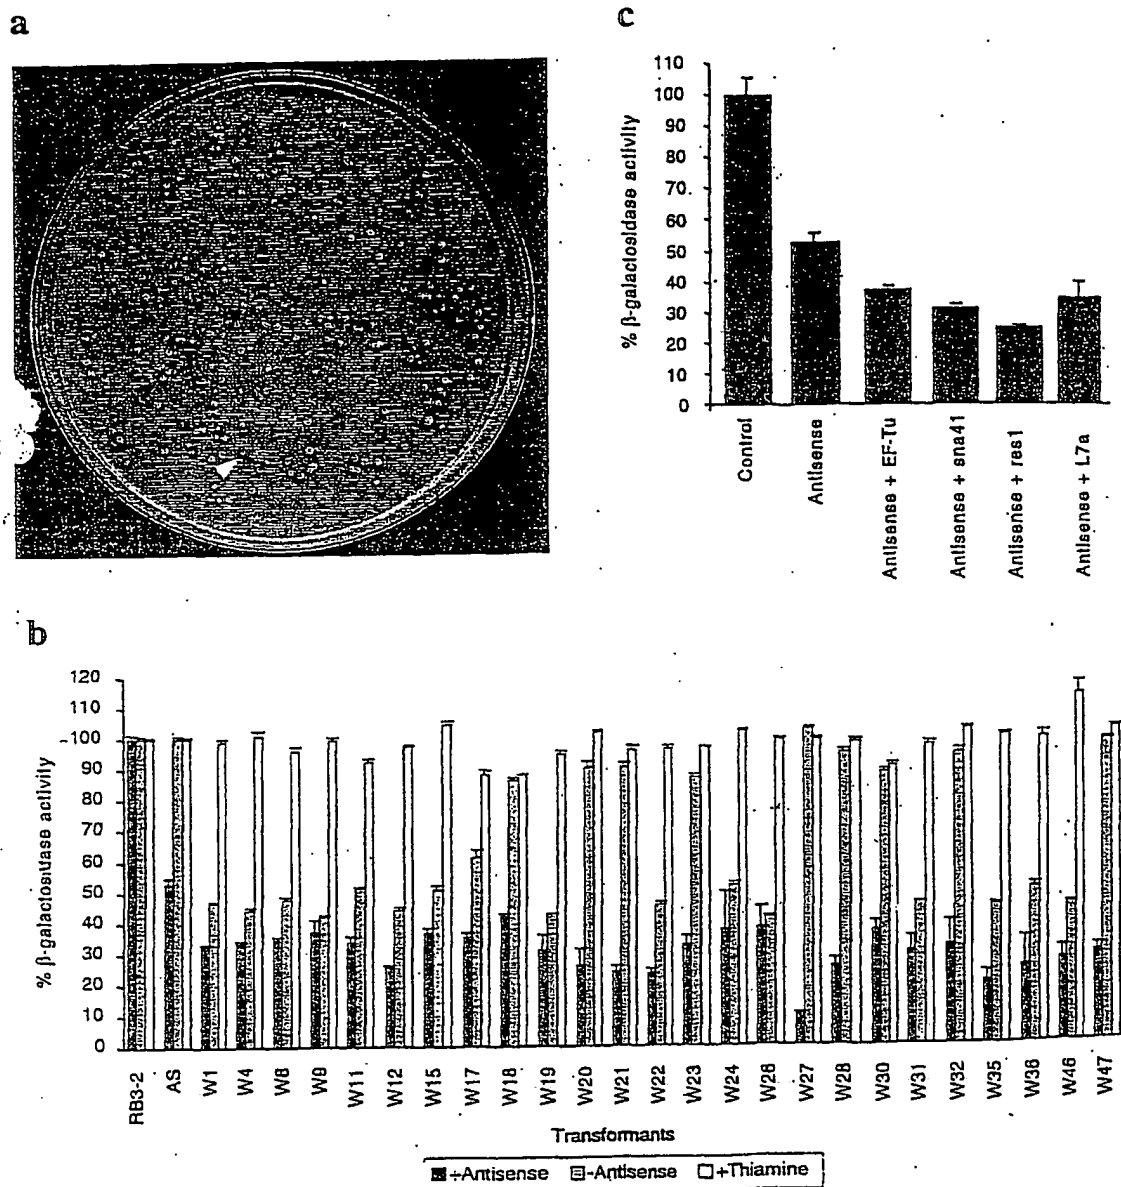 a
c
% β-galactosidase activity
110
100
90
80
70
60
50
40
30
20
10
0
Control
Antisense
Antisense + EF-Tu
Antisense + sna41
Antisense + res1
Antisense + L7a
b
% β-galactosidase activity
120
110
100
90
80
70
60
50
40
30
20
10
0
RB3-2
AS
W1
W4
W8
W9
W11
W12
W15
W17
W18
W19
W20
W21
W22
W23
W24
W26
W27
W28
W30
W31
W32
W35
W36
W46
W47
Transformants
+Antisense -Antisense +Thiamine